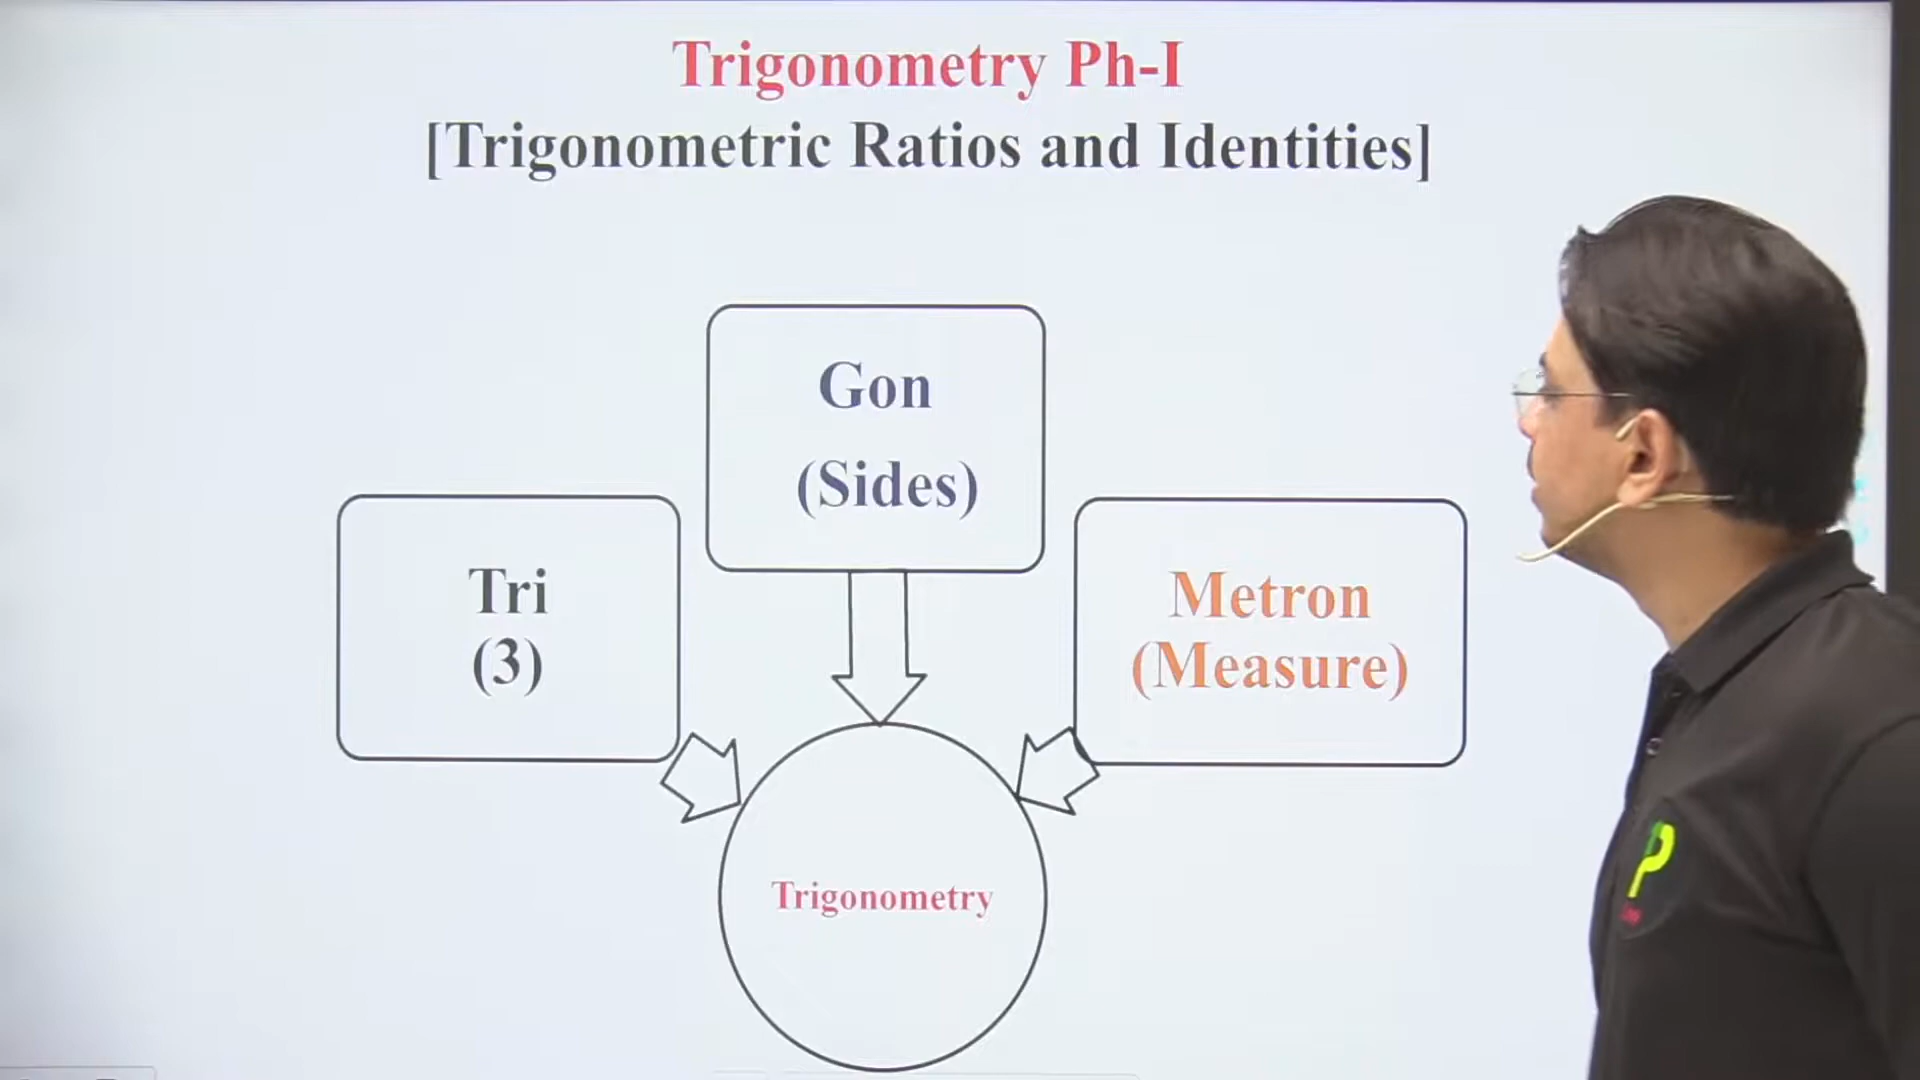 Trigonometry Ph-I
[Trigonometric Ratios and Identities]
Gon
(Sides)
Tri
(3)
Metron
(Measure)
Trigonometry
P